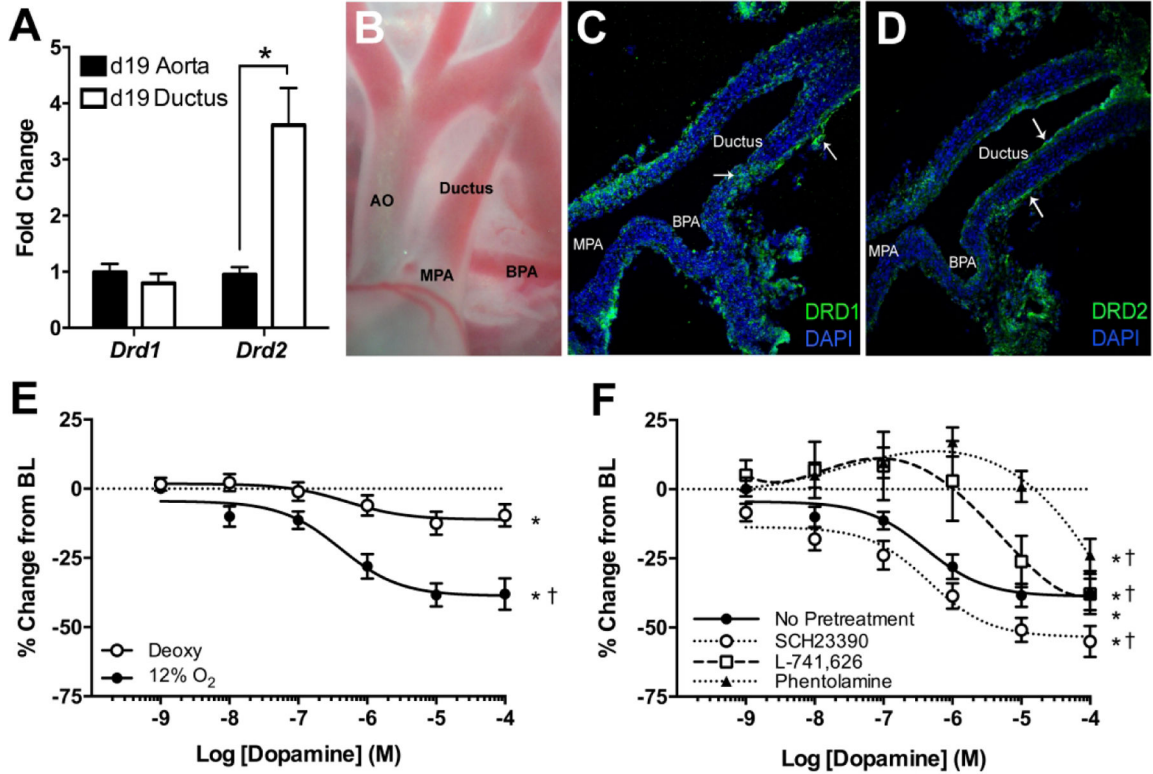 A
5
4
3
2
1
0
Fold Change
d19 Aorta
d19 Ductus
*
Drd1
Drd2
B
AO
Ductus
MPA
BPA
C
Ductus
BPA
MPA
DRD1
DAPI
D
Ductus
MPA
BPA
DRD2
DAPI
E
25
0
-25
-50
-75
% Change from BL
*
* †
Deoxy
12% O₂
-9 -8 -7 -6 -5 -4
Log [Dopamine] (M)
F
25
0
-25
-50
-75
% Change from BL
* †
* †
*
* †
No Pretreatment
SCH23390
L-741,626
Phentolamine
-9 -8 -7 -6 -5 -4
Log [Dopamine] (M)